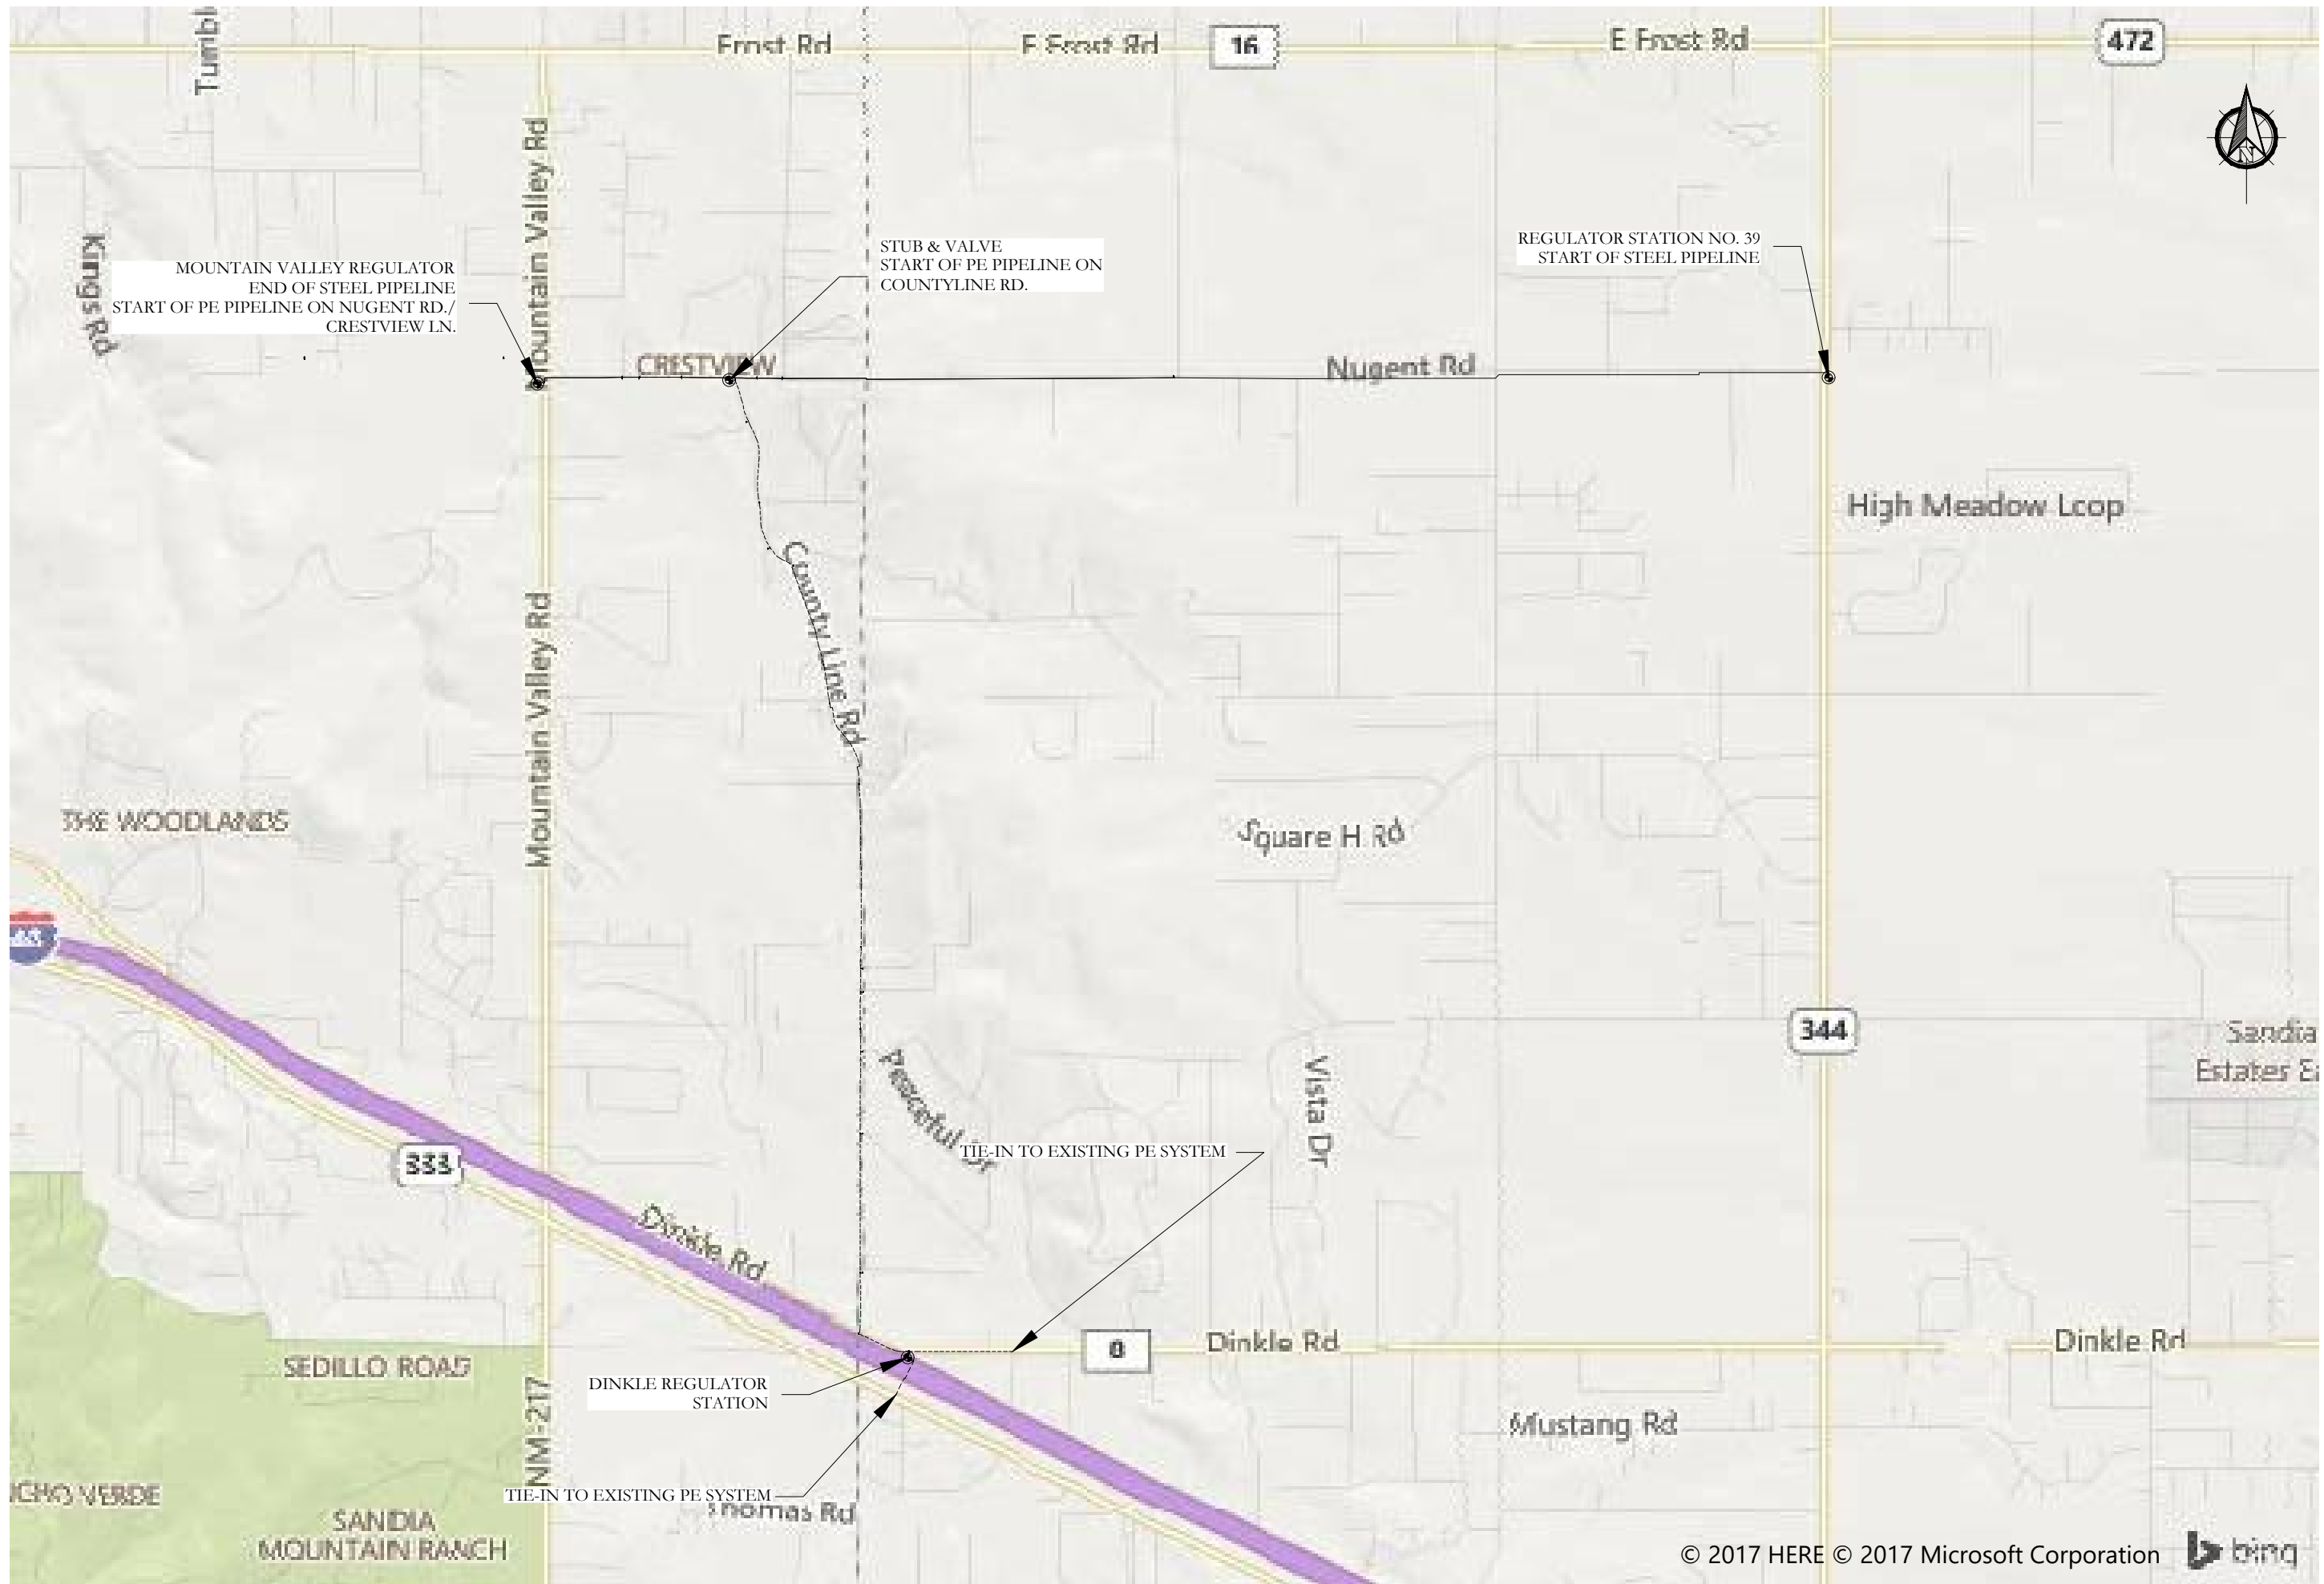 Tumbl
Frost Rd
E Frost Rd
16
E Frost Rd
472
N
Mountain Valley Rd
Kings Rd
MOUNTAIN VALLEY REGULATOR
END OF STEEL PIPELINE
START OF PE PIPELINE ON NUGENT RD./
CRESTVIEW LN.
STUB & VALVE
START OF PE PIPELINE ON
COUNTYLINE RD.
REGULATOR STATION NO. 39
START OF STEEL PIPELINE
CRESTVIEW
Nugent Rd
High Meadow Loop
County Line Rd
Mountain Valley Rd
THE WOODLANDS
Square H Rd
344
Sandia
Estates Ea
Peaceful Dr
Vista Dr
TIE-IN TO EXISTING PE SYSTEM
333
Dinkle Rd
0
Dinkle Rd
Dinkle Rd
SEDILLO ROAD
DINKLE REGULATOR
STATION
NM-217
Mustang Rd
TIE-IN TO EXISTING PE SYSTEM
homas Rd
VERDE
SANDIA
MOUNTAIN RANCH
© 2017 HERE © 2017 Microsoft Corporation
bing